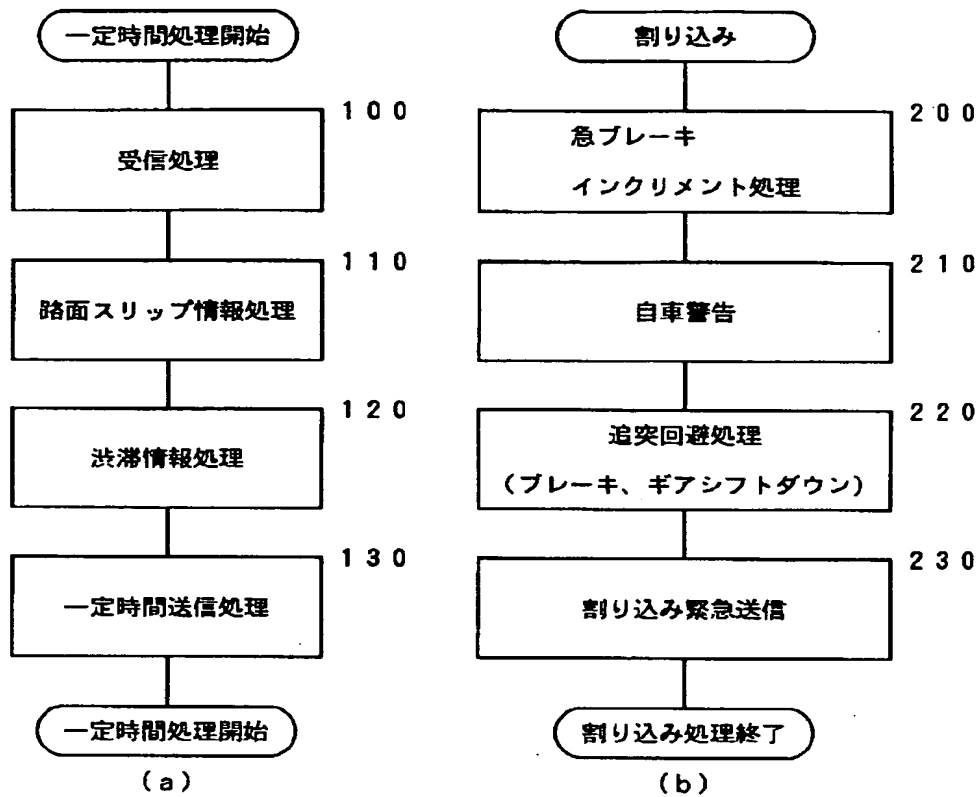 一定時間処理開始
100
受信処理
110
路面スリップ情報処理
120
渋滞情報処理
130
一定時間送信処理
一定時間処理開始
(a)
割り込み
200
急ブレーキ
インクリメント処理
210
自車警告
220
追突回避処理
(ブレーキ、ギアシフトダウン)
230
割り込み緊急送信
割り込み処理終了
(b)